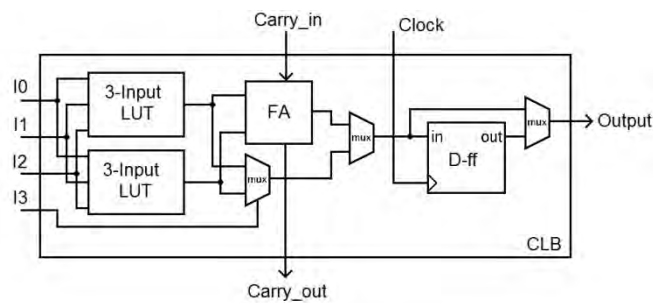 Carry_in
Clock
I0
I1
I2
I3
3-Input
LUT
3-Input
LUT
FA
mux
mux
in
out
D-ff
mux
Output
CLB
Carry_out